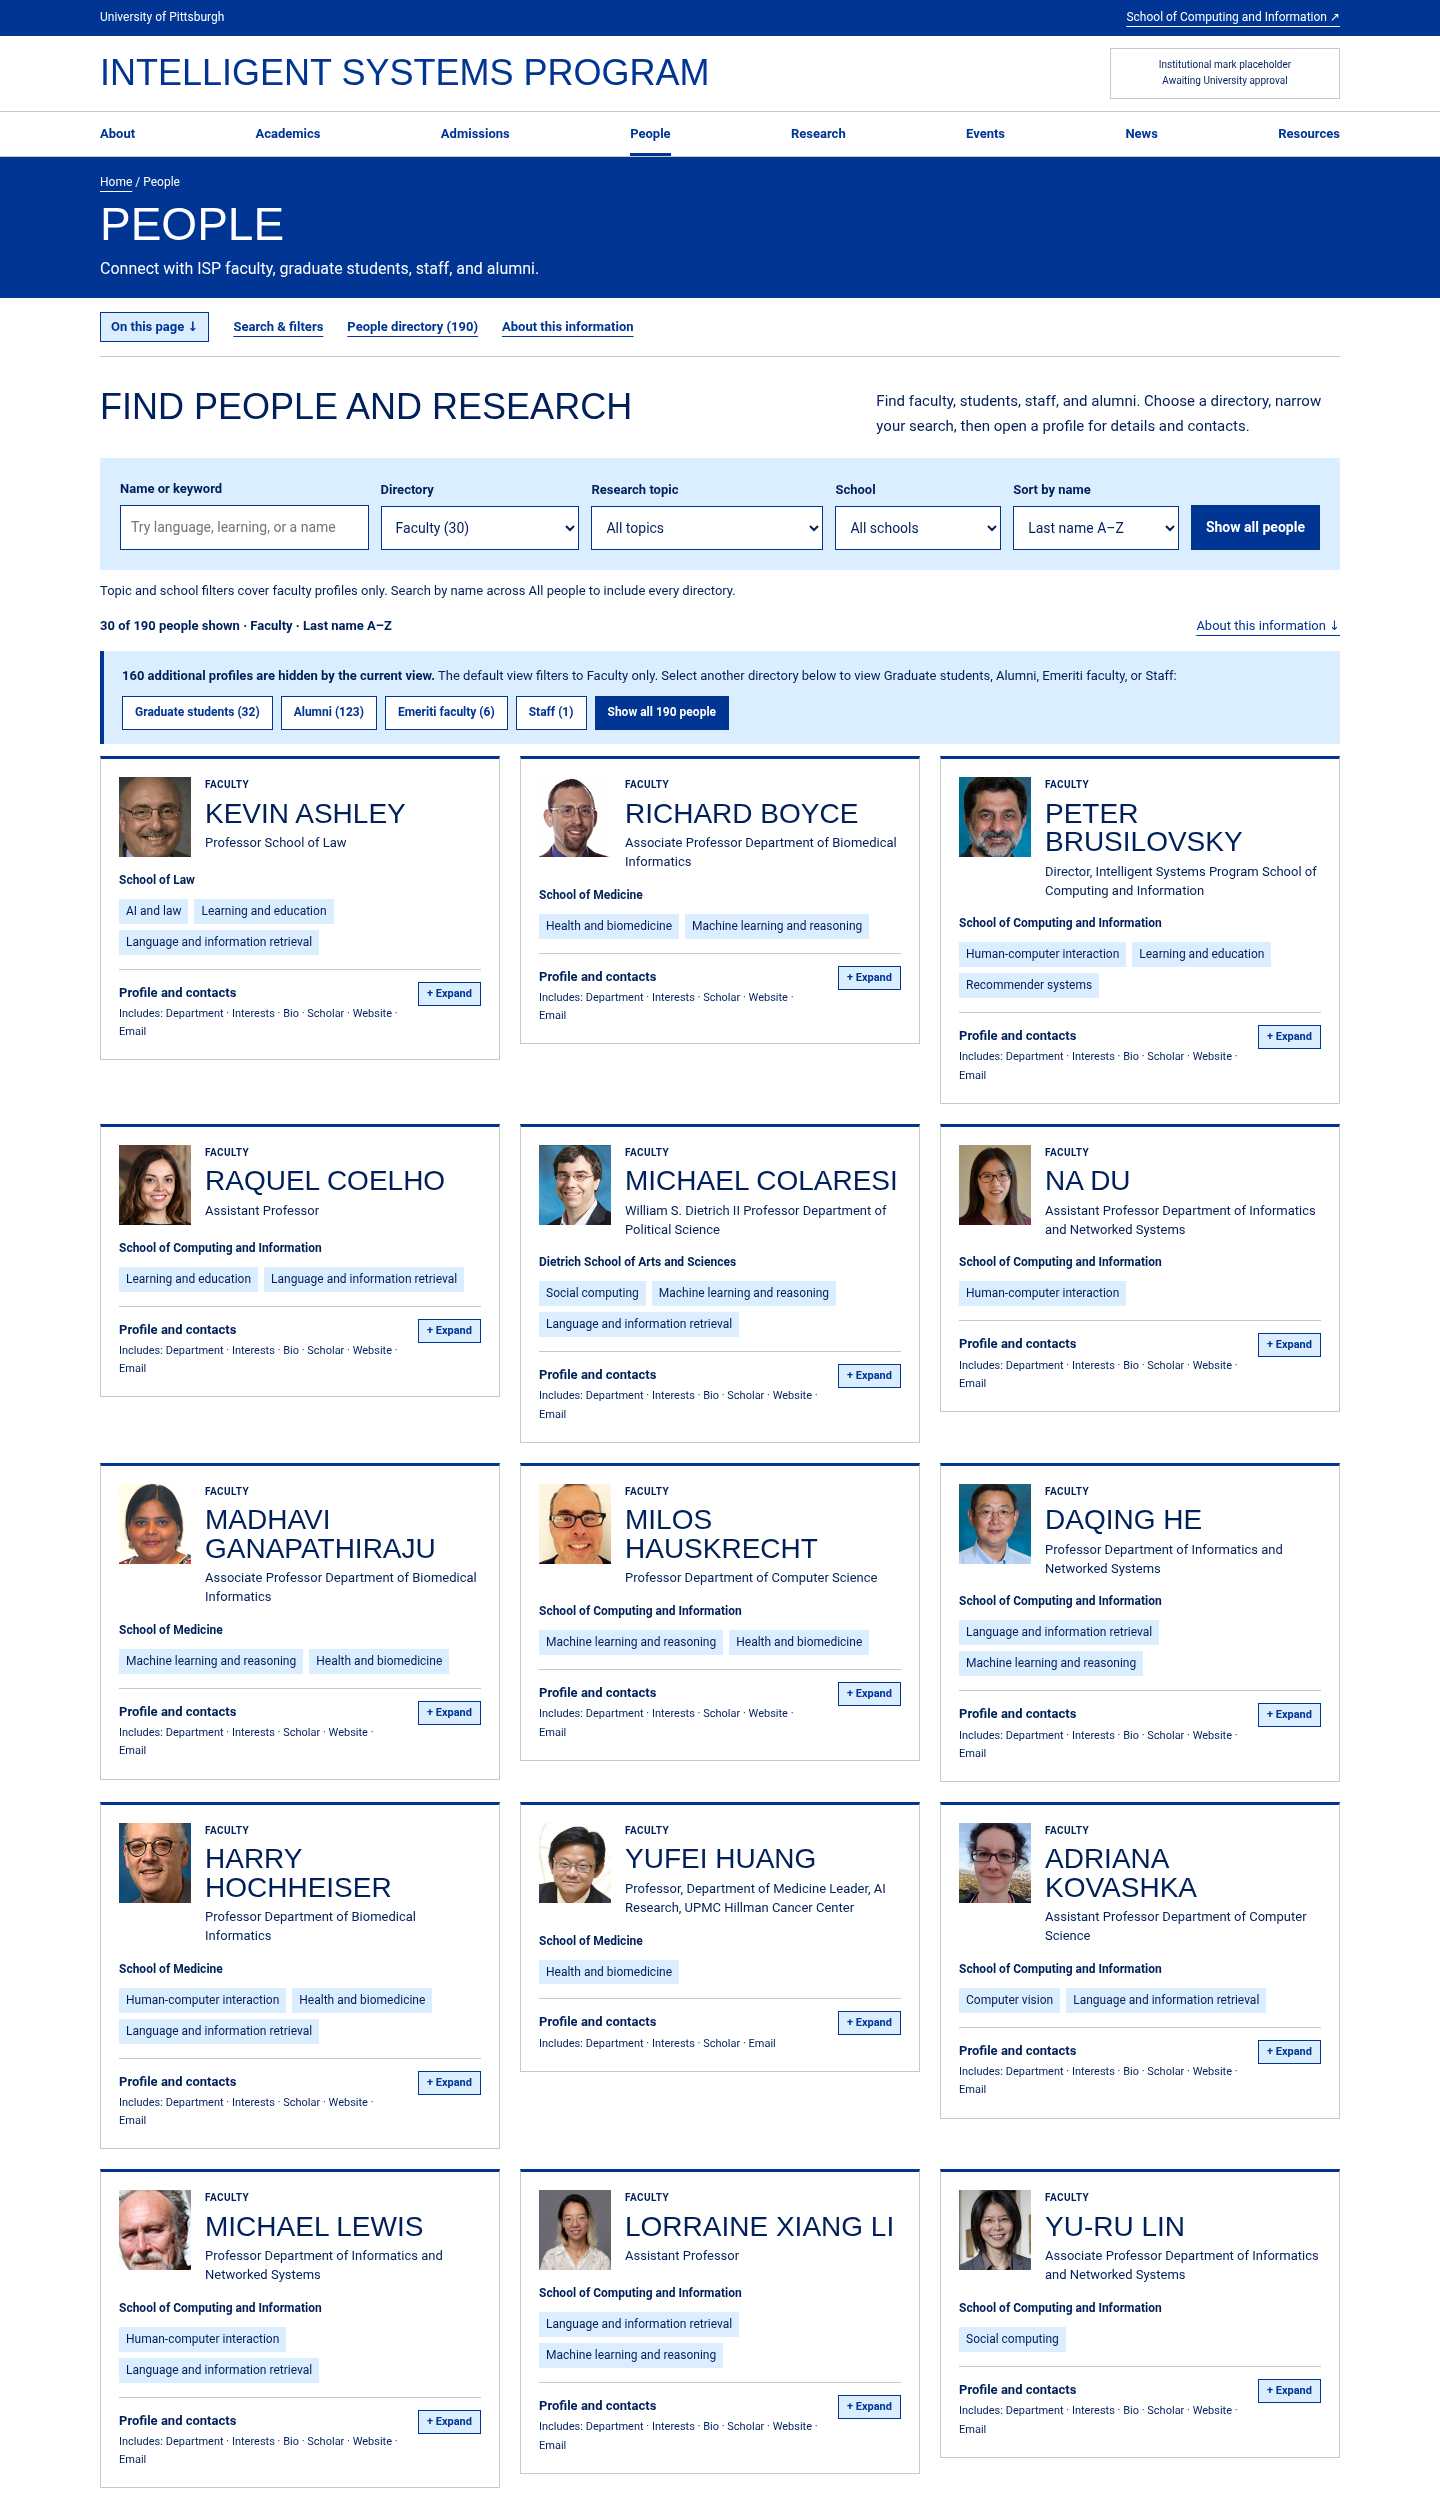 University of Pittsburgh
School of Computing and Information ↗
INTELLIGENT SYSTEMS PROGRAM
Institutional mark placeholder
Awaiting University approval
About
Academics
Admissions
People
Research
Events
News
Resources
Home / People
PEOPLE
Connect with ISP faculty, graduate students, staff, and alumni.
On this page ↓
Search & filters
People directory (190)
About this information
FIND PEOPLE AND RESEARCH
Find faculty, students, staff, and alumni. Choose a directory, narrow
your search, then open a profile for details and contacts.
Name or keyword
Try language, learning, or a name
Directory
Faculty (30)
Research topic
All topics
School
All schools
Sort by name
Last name A–Z
Show all people
Topic and school filters cover faculty profiles only. Search by name across All people to include every directory.
30 of 190 people shown · Faculty · Last name A–Z
About this information ↓
160 additional profiles are hidden by the current view. The default view filters to Faculty only. Select another directory below to view Graduate students, Alumni, Emeriti faculty, or Staff:
Graduate students (32)
Alumni (123)
Emeriti faculty (6)
Staff (1)
Show all 190 people
FACULTY
KEVIN ASHLEY
Professor School of Law
School of Law
AI and law
Learning and education
Language and information retrieval
Profile and contacts
+ Expand
Includes: Department · Interests · Bio · Scholar · Website ·
Email
FACULTY
RICHARD BOYCE
Associate Professor Department of Biomedical
Informatics
School of Medicine
Health and biomedicine
Machine learning and reasoning
Profile and contacts
+ Expand
Includes: Department · Interests · Scholar · Website ·
Email
FACULTY
PETER
BRUSILOVSKY
Director, Intelligent Systems Program School of
Computing and Information
School of Computing and Information
Human-computer interaction
Learning and education
Recommender systems
Profile and contacts
+ Expand
Includes: Department · Interests · Bio · Scholar · Website ·
Email
FACULTY
RAQUEL COELHO
Assistant Professor
School of Computing and Information
Learning and education
Language and information retrieval
Profile and contacts
+ Expand
Includes: Department · Interests · Bio · Scholar · Website ·
Email
FACULTY
MICHAEL COLARESI
William S. Dietrich II Professor Department of
Political Science
Dietrich School of Arts and Sciences
Social computing
Machine learning and reasoning
Language and information retrieval
Profile and contacts
+ Expand
Includes: Department · Interests · Bio · Scholar · Website ·
Email
FACULTY
NA DU
Assistant Professor Department of Informatics
and Networked Systems
School of Computing and Information
Human-computer interaction
Profile and contacts
+ Expand
Includes: Department · Interests · Bio · Scholar · Website ·
Email
FACULTY
MADHAVI
GANAPATHIRAJU
Associate Professor Department of Biomedical
Informatics
School of Medicine
Machine learning and reasoning
Health and biomedicine
Profile and contacts
+ Expand
Includes: Department · Interests · Scholar · Website ·
Email
FACULTY
MILOS
HAUSKRECHT
Professor Department of Computer Science
School of Computing and Information
Machine learning and reasoning
Health and biomedicine
Profile and contacts
+ Expand
Includes: Department · Interests · Scholar · Website ·
Email
FACULTY
DAQING HE
Professor Department of Informatics and
Networked Systems
School of Computing and Information
Language and information retrieval
Machine learning and reasoning
Profile and contacts
+ Expand
Includes: Department · Interests · Bio · Scholar · Website ·
Email
FACULTY
HARRY
HOCHHEISER
Professor Department of Biomedical
Informatics
School of Medicine
Human-computer interaction
Health and biomedicine
Language and information retrieval
Profile and contacts
+ Expand
Includes: Department · Interests · Scholar · Website ·
Email
FACULTY
YUFEI HUANG
Professor, Department of Medicine Leader, AI
Research, UPMC Hillman Cancer Center
School of Medicine
Health and biomedicine
Profile and contacts
+ Expand
Includes: Department · Interests · Scholar · Email
FACULTY
ADRIANA
KOVASHKA
Assistant Professor Department of Computer
Science
School of Computing and Information
Computer vision
Language and information retrieval
Profile and contacts
+ Expand
Includes: Department · Interests · Bio · Scholar · Website ·
Email
FACULTY
MICHAEL LEWIS
Professor Department of Informatics and
Networked Systems
School of Computing and Information
Human-computer interaction
Language and information retrieval
Profile and contacts
+ Expand
Includes: Department · Interests · Bio · Scholar · Website ·
Email
FACULTY
LORRAINE XIANG LI
Assistant Professor
School of Computing and Information
Language and information retrieval
Machine learning and reasoning
Profile and contacts
+ Expand
Includes: Department · Interests · Bio · Scholar · Website ·
Email
FACULTY
YU-RU LIN
Associate Professor Department of Informatics
and Networked Systems
School of Computing and Information
Social computing
Profile and contacts
+ Expand
Includes: Department · Interests · Bio · Scholar · Website ·
Email